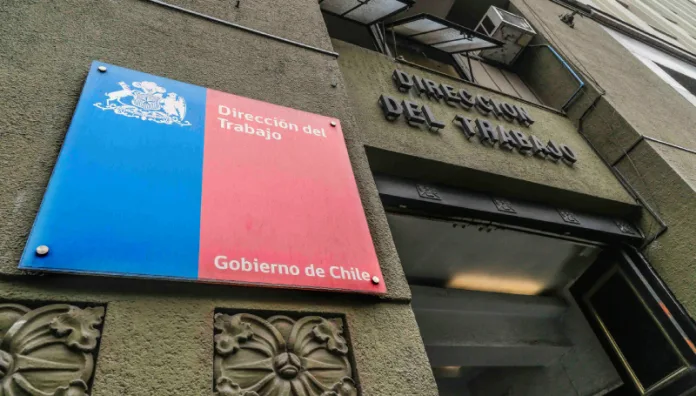 Dirección del
Trabajo
Gobierno de Chile
DIRECCION
DEL TRABAJO